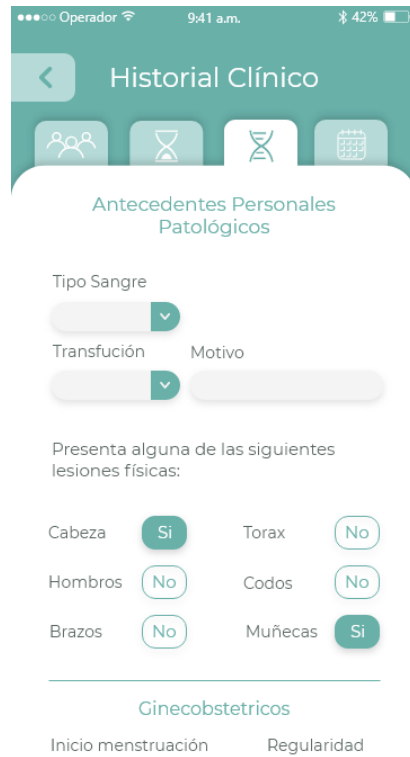 Operador 9:41 a.m. 42%
Historial Clínico
Antecedentes Personales
Patológicos
Tipo Sangre
Transfución Motivo
Presenta alguna de las siguientes
lesiones físicas:
Cabeza Si Torax No
Hombros No Codos No
Brazos No Muñecas Si
Ginecobstetricos
Inicio menstruación Regularidad